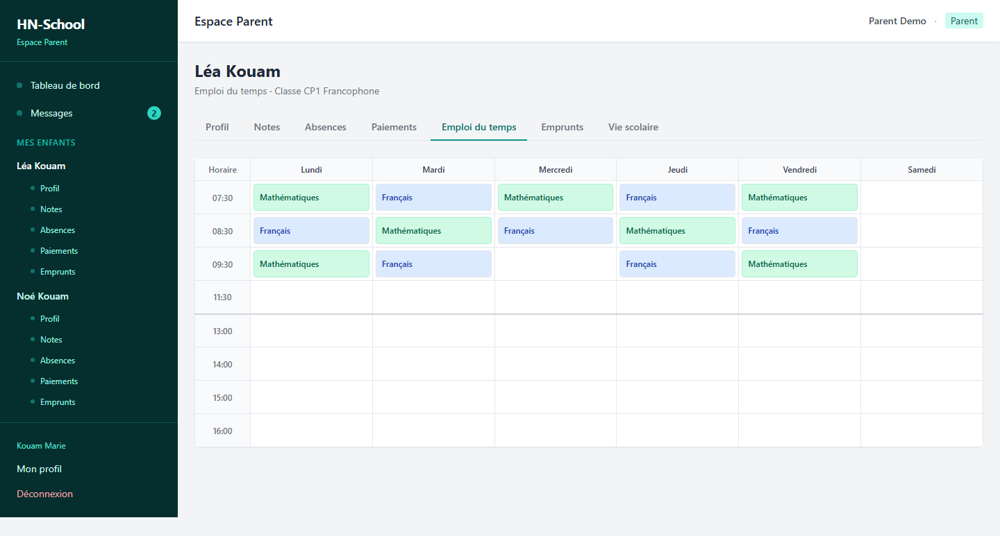 HN-School
Espace Parent
Tableau de bord
Messages 2
MES ENFANTS
Léa Kouam
Profil
Notes
Absences
Paiements
Emprunts
Noé Kouam
Profil
Notes
Absences
Paiements
Emprunts
Kouam Marie
Mon profil
Déconnexion
Espace Parent Parent Demo · Parent
Léa Kouam
Emploi du temps · Classe CP1 Francophone
Profil Notes Absences Paiements Emploi du temps Emprunts Vie scolaire
Horaire Lundi Mardi Mercredi Jeudi Vendredi Samedi
07:30 Mathématiques Français Mathématiques Français Mathématiques
08:30 Français Mathématiques Français Mathématiques Français
09:30 Mathématiques Français Français Mathématiques
11:30
13:00
14:00
15:00
16:00